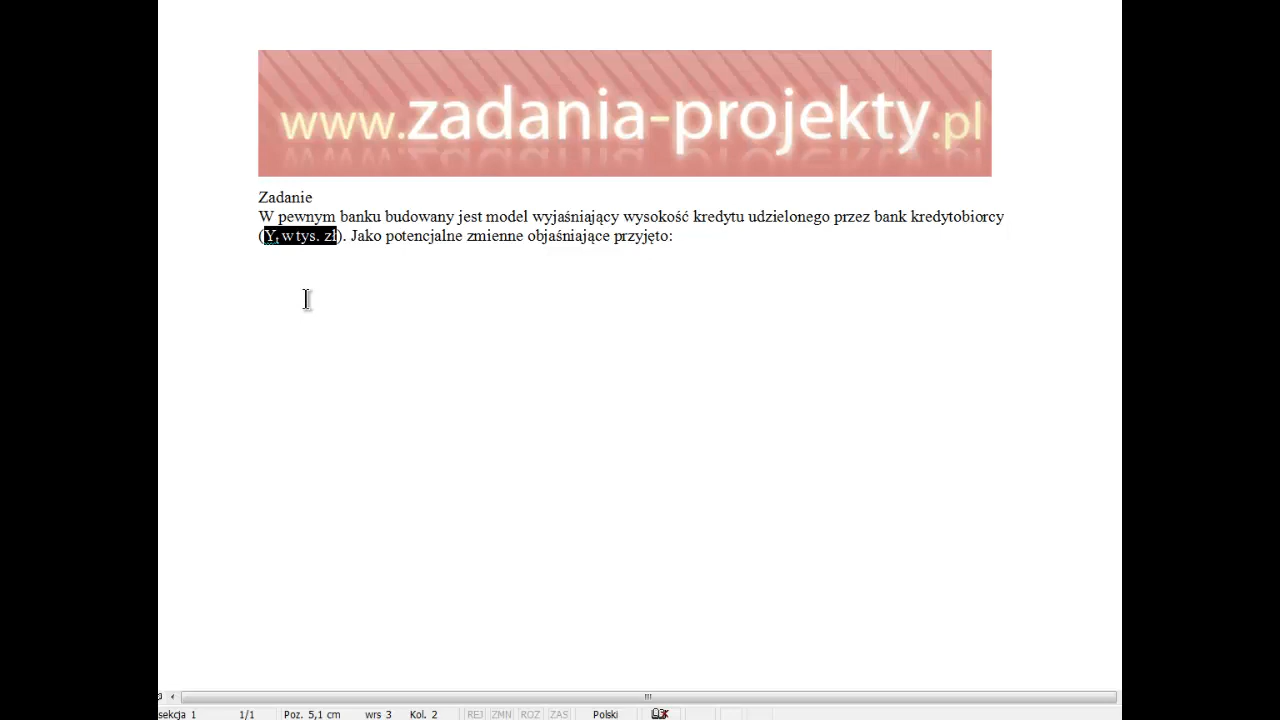 www.zadania-projekty.pl
Zadanie
W pewnym banku budowany jest model wyjaśniający wysokość kredytu udzielonego przez bank kredytobiorcy
(Yt w tys. zł). Jako potencjalne zmienne objaśniające przyjęto:
sekcja 1 1/1 Poz. 5,1 cm wrs 3 Kol. 2 REJ ZMN ROZ ZAS Polski